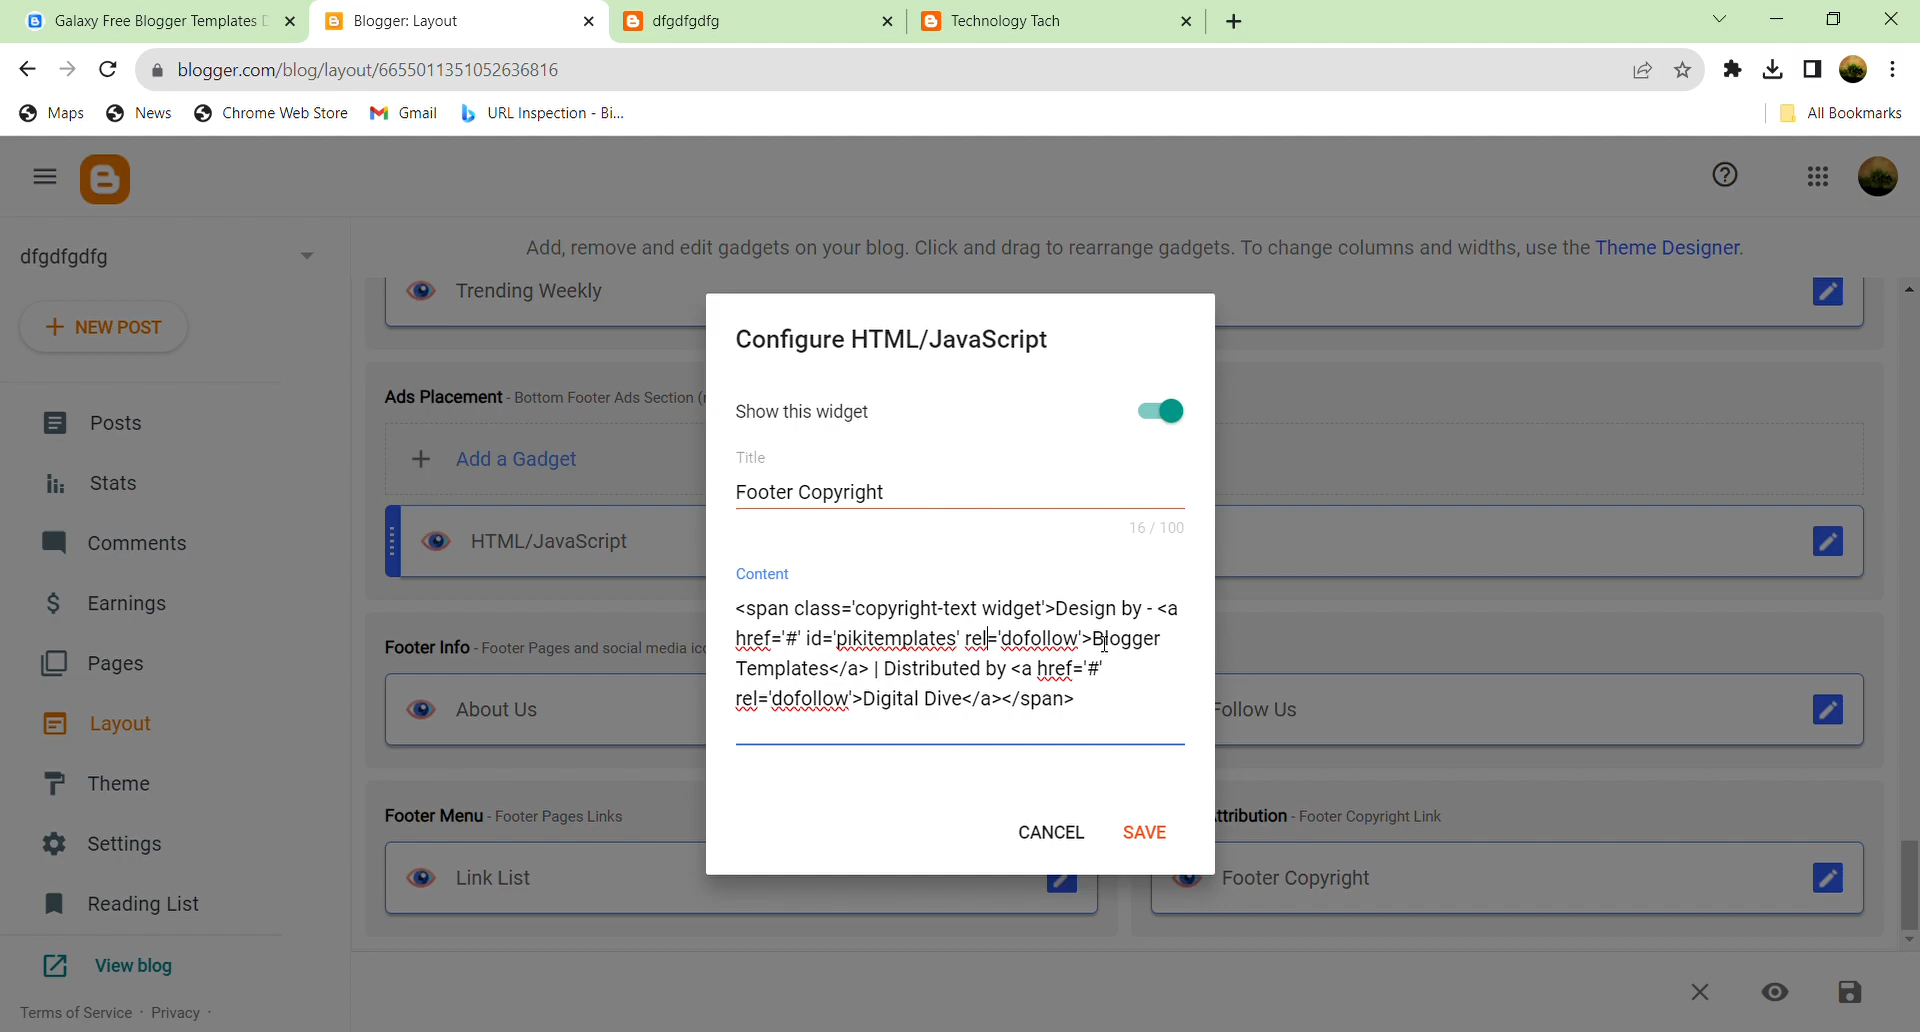 Galaxy Free Blogger Templates D
Blogger: Layout
dfgdfgdfg
Technology Tach
blogger.com/blog/layout/6655011351052636816
Maps
News
Chrome Web Store
Gmail
URL Inspection - Bi...
All Bookmarks
dfgdfgdfg
NEW POST
Posts
Stats
Comments
Earnings
Pages
Layout
Theme
Settings
Reading List
View blog
Terms of Service · Privacy ·
Add, remove and edit gadgets on your blog. Click and drag to rearrange gadgets. To change columns and widths, use the Theme Designer.
Trending Weekly
Ads Placement - Bottom Footer Ads Section (
Add a Gadget
HTML/JavaScript
Footer Info - Footer About and social media ico
About Us
Follow Us
Footer Menu - Footer Pages Links
Link List
ttribution - Footer Copyright Link
Footer Copyright
Configure HTML/JavaScript
Show this widget
Title
Footer Copyright
16 / 100
Content
<span class='copyright-text widget'>Design by - <a
href='#' id='pikitemplates' rel='dofollow'>Blogger
Templates</a> | Distributed by <a href='#'
rel='dofollow'>Digital Dive</a></span>
CANCEL
SAVE